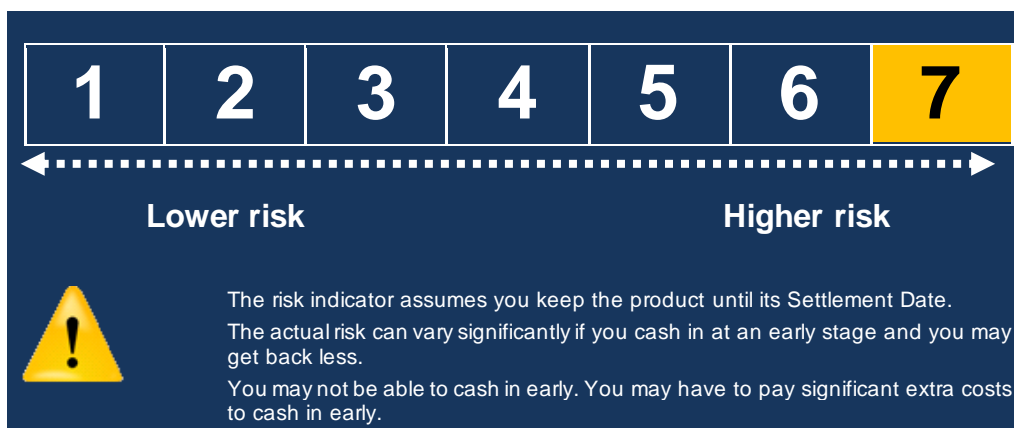 1 2 3 4 5 6 7
Lower risk Higher risk
The risk indicator assumes you keep the product until its Settlement Date.
The actual risk can vary significantly if you cash in at an early stage and you may
get back less.
You may not be able to cash in early. You may have to pay significant extra costs
to cash in early.